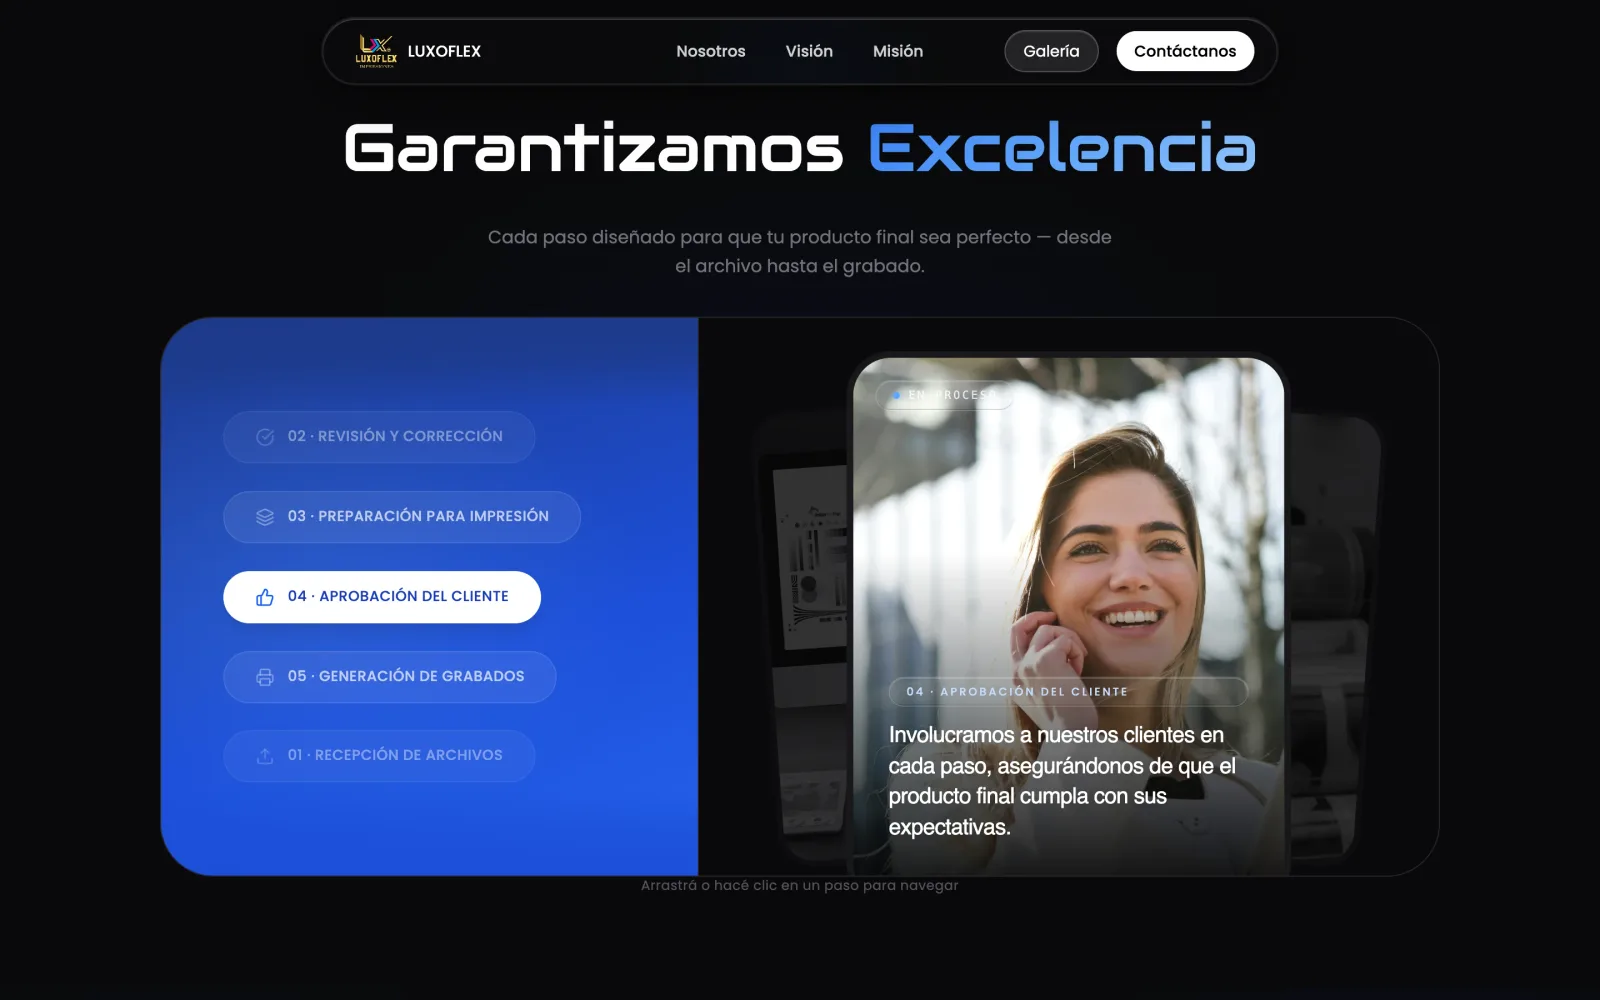 LUXOFLEX
LUXOFLEX
Nosotros
Visión
Misión
Galería
Contáctanos
Garantizamos Excelencia
Cada paso diseñado para que tu producto final sea perfecto — desde
el archivo hasta el grabado.
02 · REVISIÓN Y CORRECCIÓN
03 · PREPARACIÓN PARA IMPRESIÓN
04 · APROBACIÓN DEL CLIENTE
05 · GENERACIÓN DE GRABADOS
01 · RECEPCIÓN DE ARCHIVOS
EN PROCESO
04 · APROBACIÓN DEL CLIENTE
Involucramos a nuestros clientes en
cada paso, asegurándonos de que el
producto final cumpla con sus
expectativas.
Arrastrá o hacé clic en un paso para navegar